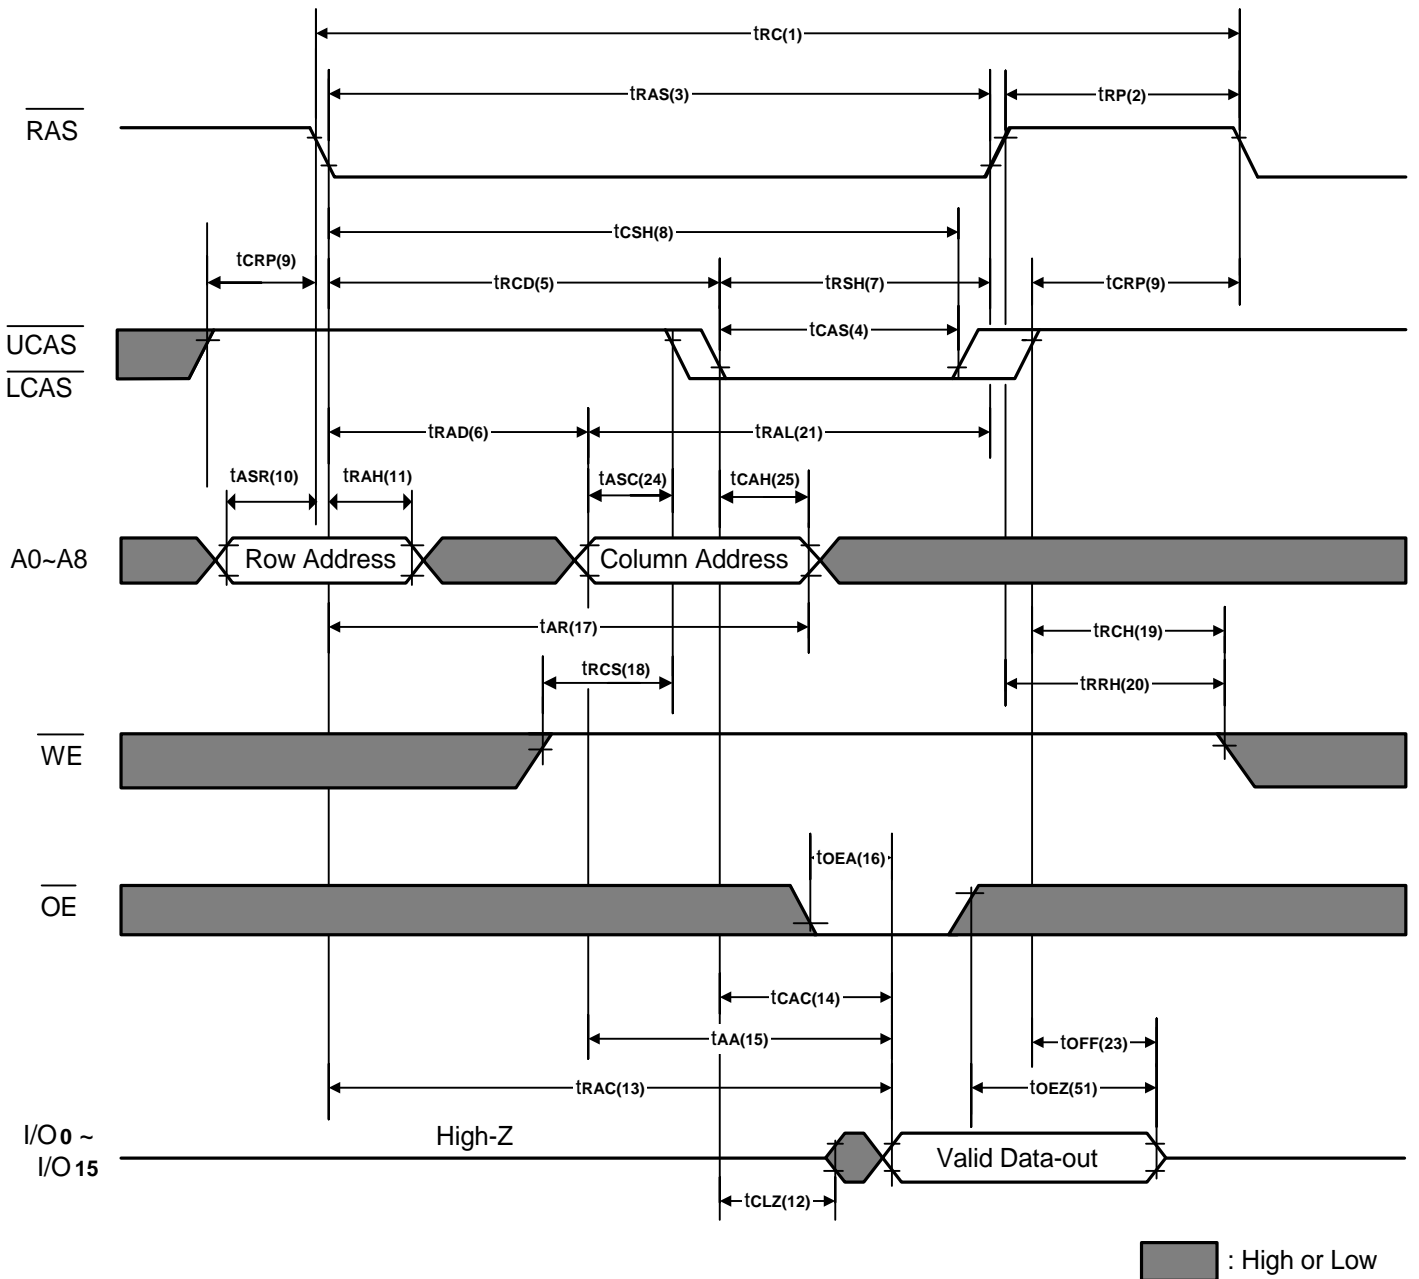 tRC(1)
tRAS(3)
tRP(2)
RAS
tCSH(8)
tCRP(9)
tRCD(5)
tRSH(7)
tCRP(9)
UCAS
tCAS(4)
LCAS
tRAD(6)
tRAL(21)
tASR(10)
tRAH(11)
tASC(24)
tCAH(25)
A0~A8
Row Address
Column Address
tAR(17)
tRCH(19)
tRCS(18)
tRRH(20)
WE
tOEA(16)
OE
tCAC(14)
tAA(15)
tOFF(23)
tRAC(13)
tOEZ(51)
I/O0 ~
I/O15
High-Z
Valid Data-out
tCLZ(12)
: High or Low